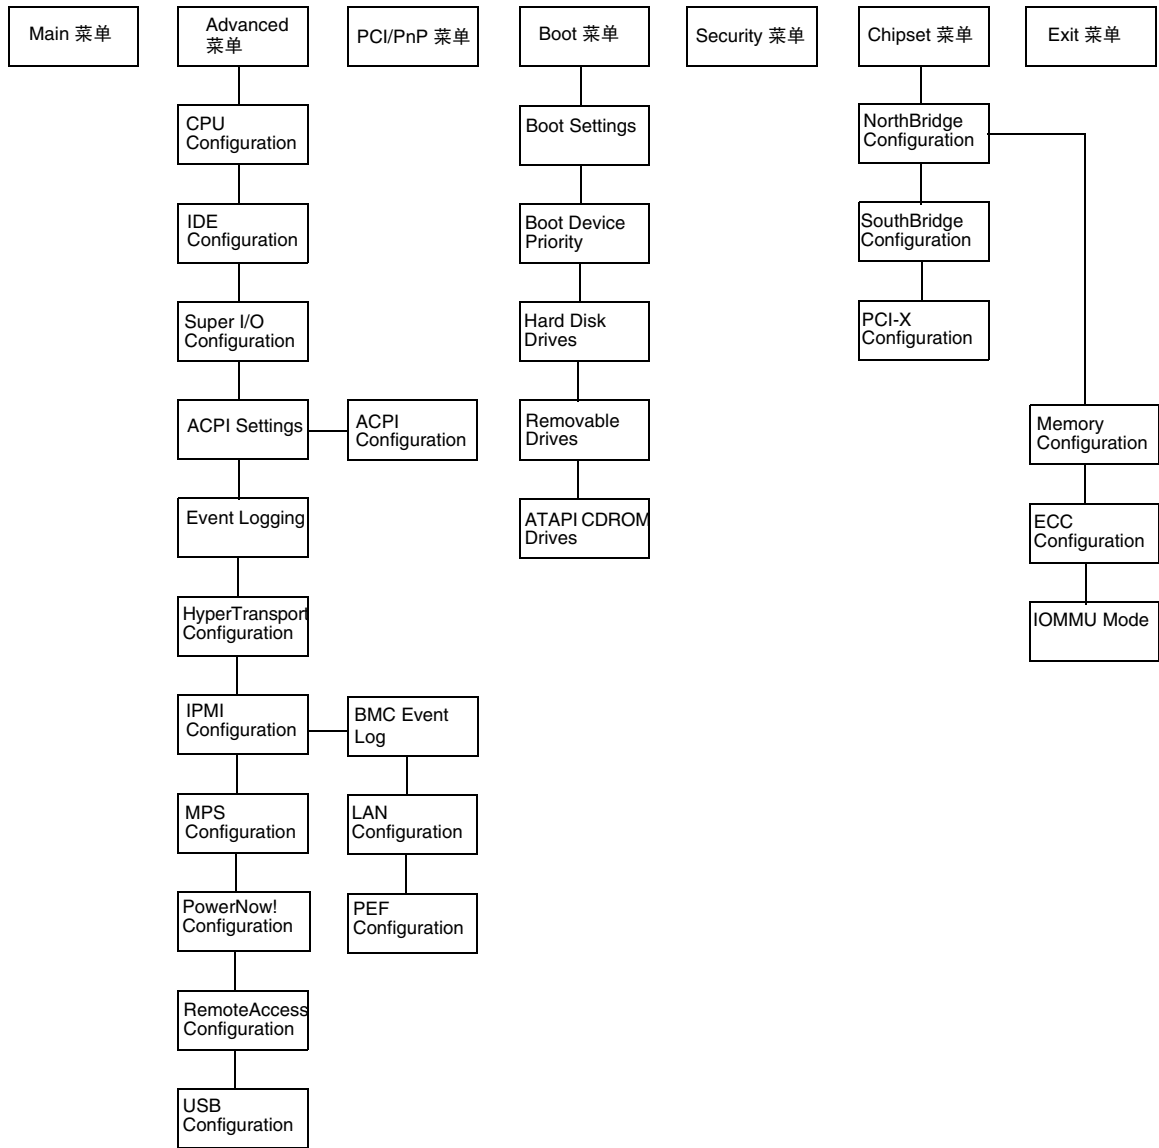 Main 菜单
Advanced
菜单
PCI/PnP 菜单
Boot 菜单
Security 菜单
Chipset 菜单
Exit 菜单
CPU
Configuration
IDE
Configuration
Super I/O
Configuration
ACPI Settings
ACPI
Configuration
Event Logging
HyperTransport
Configuration
IPMI
Configuration
BMC Event
Log
LAN
Configuration
PEF
Configuration
MPS
Configuration
PowerNow!
Configuration
RemoteAccess
Configuration
USB
Configuration
Boot Settings
Boot Device
Priority
Hard Disk
Drives
Removable
Drives
ATAPI CDROM
Drives
NorthBridge
Configuration
SouthBridge
Configuration
PCI-X
Configuration
Memory
Configuration
ECC
Configuration
IOMMU Mode